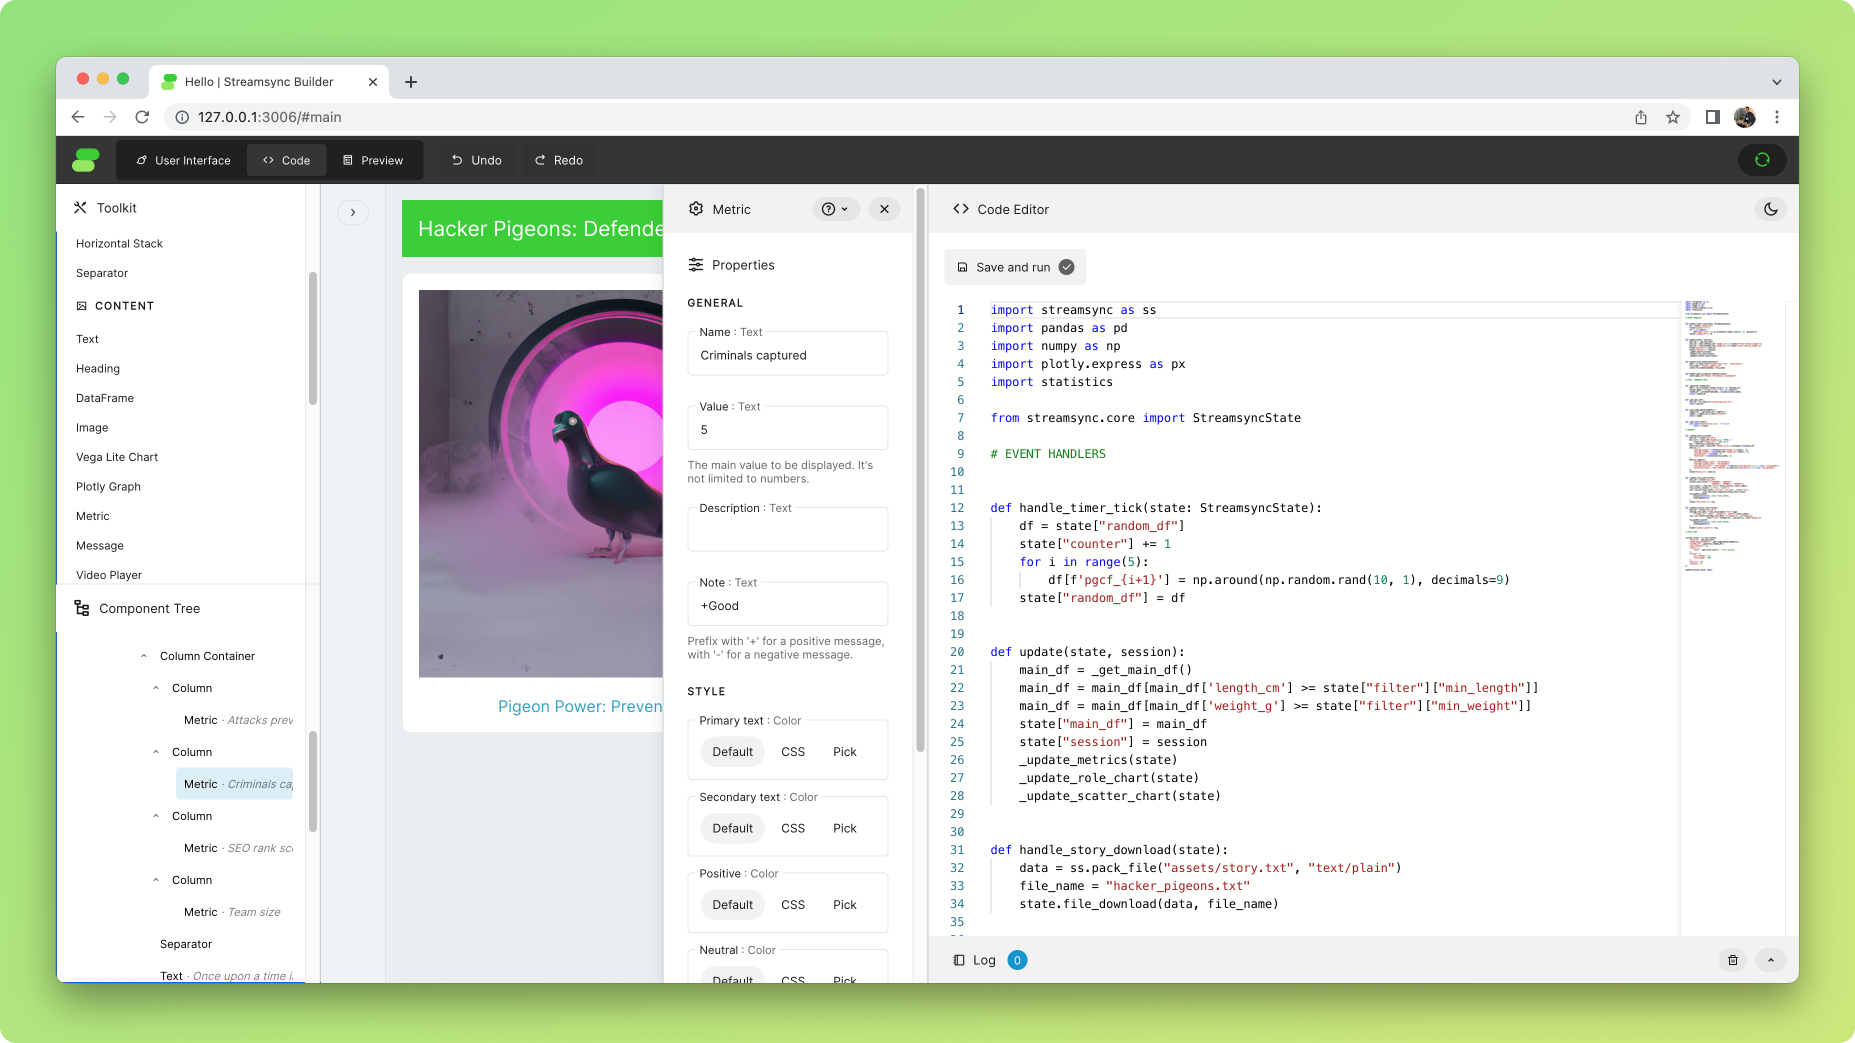 Hello | Streamsync Builder
127.0.0.1:3006/#main
User Interface
Code
Preview
Undo
Redo
Toolkit
Horizontal Stack
Separator
CONTENT
Text
Heading
DataFrame
Image
Vega Lite Chart
Plotly Graph
Metric
Message
Video Player
Component Tree
Column Container
Column
Metric · Attacks prev
Column
Metric · Criminals ca
Column
Metric · SEO rank sc
Column
Metric · Team size
Separator
Text · Once upon a time i
Hacker Pigeons: Defende
Pigeon Power: Preven
Metric
Properties
GENERAL
Name : Text
Criminals captured
Value : Text
5
The main value to be displayed. It's
not limited to numbers.
Description : Text
Note : Text
+Good
Prefix with '+' for a positive message,
with '-' for a negative message.
STYLE
Primary text : Color
Default CSS Pick
Secondary text : Color
Default CSS Pick
Positive : Color
Default CSS Pick
Neutral : Color
Default CSS Pick
Code Editor
Save and run
1 import streamsync as ss
2 import pandas as pd
3 import numpy as np
4 import plotly.express as px
5 import statistics
6
7 from streamsync.core import StreamsyncState
8
9 # EVENT HANDLERS
10
11
12 def handle_timer_tick(state: StreamsyncState):
13 df = state["random_df"]
14 state["counter"] += 1
15 for i in range(5):
16 df[f'pgcf_{i+1}'] = np.around(np.random.rand(10, 1), decimals=9)
17 state["random_df"] = df
18
19
20 def update(state, session):
21 main_df = _get_main_df()
22 main_df = main_df[main_df['length_cm'] >= state["filter"]["min_length"]]
23 main_df = main_df[main_df['weight_g'] >= state["filter"]["min_weight"]]
24 state["main_df"] = main_df
25 state["session"] = session
26 _update_metrics(state)
27 _update_role_chart(state)
28 _update_scatter_chart(state)
29
30
31 def handle_story_download(state):
32 data = ss.pack_file("assets/story.txt", "text/plain")
33 file_name = "hacker_pigeons.txt"
34 state.file_download(data, file_name)
35
Log 0